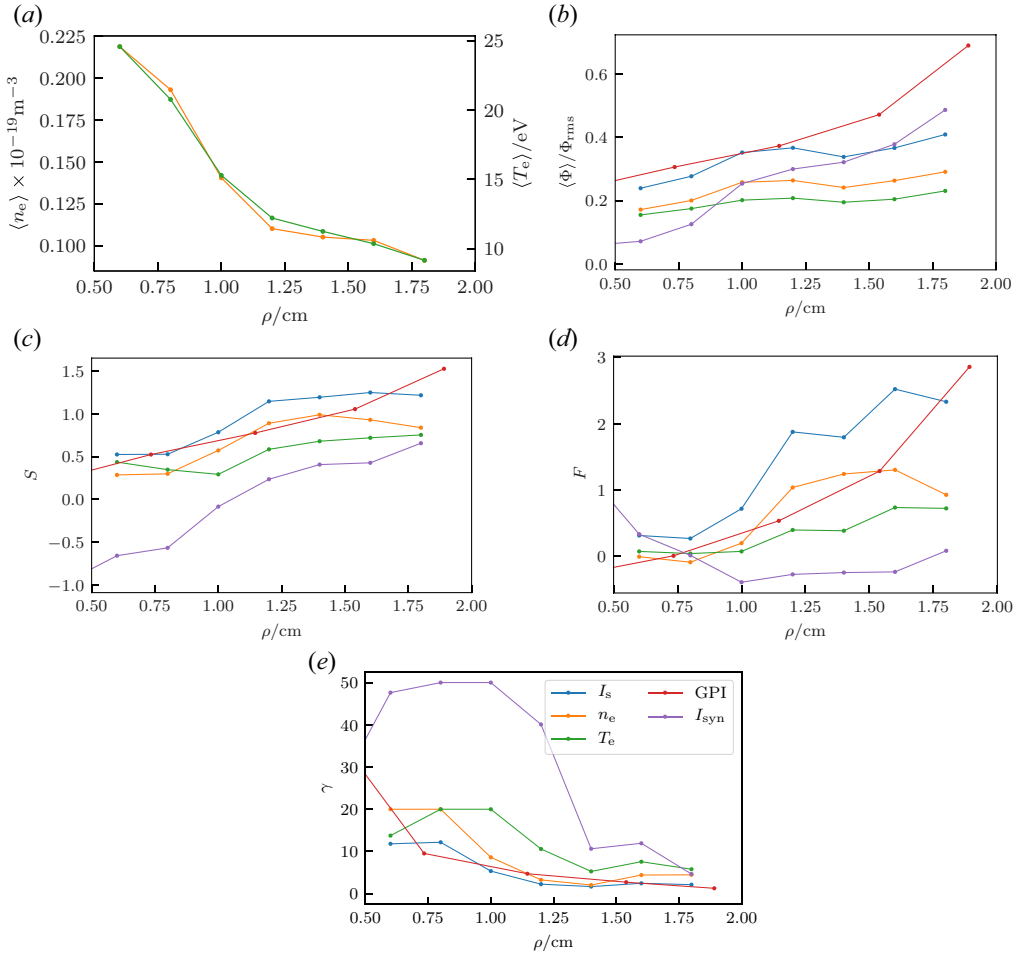 (a)
⟨nₑ⟩ × 10⁻¹⁹m⁻³
0.225
0.200
0.175
0.150
0.125
0.100
25
20
15
10
⟨Tₑ⟩/eV
0.50 0.75 1.00 1.25 1.50 1.75 2.00
ρ/cm
(b)
⟨Φ⟩/Φrms
0.6
0.4
0.2
0.0
0.50 0.75 1.00 1.25 1.50 1.75 2.00
ρ/cm
(c)
S
1.5
1.0
0.5
0.0
−0.5
−1.0
0.50 0.75 1.00 1.25 1.50 1.75 2.00
ρ/cm
(d)
F
3
2
1
0
0.50 0.75 1.00 1.25 1.50 1.75 2.00
ρ/cm
(e)
γ
50
40
30
20
10
0
Iₛ
nₑ
Tₑ
GPI
Isyn
0.50 0.75 1.00 1.25 1.50 1.75 2.00
ρ/cm